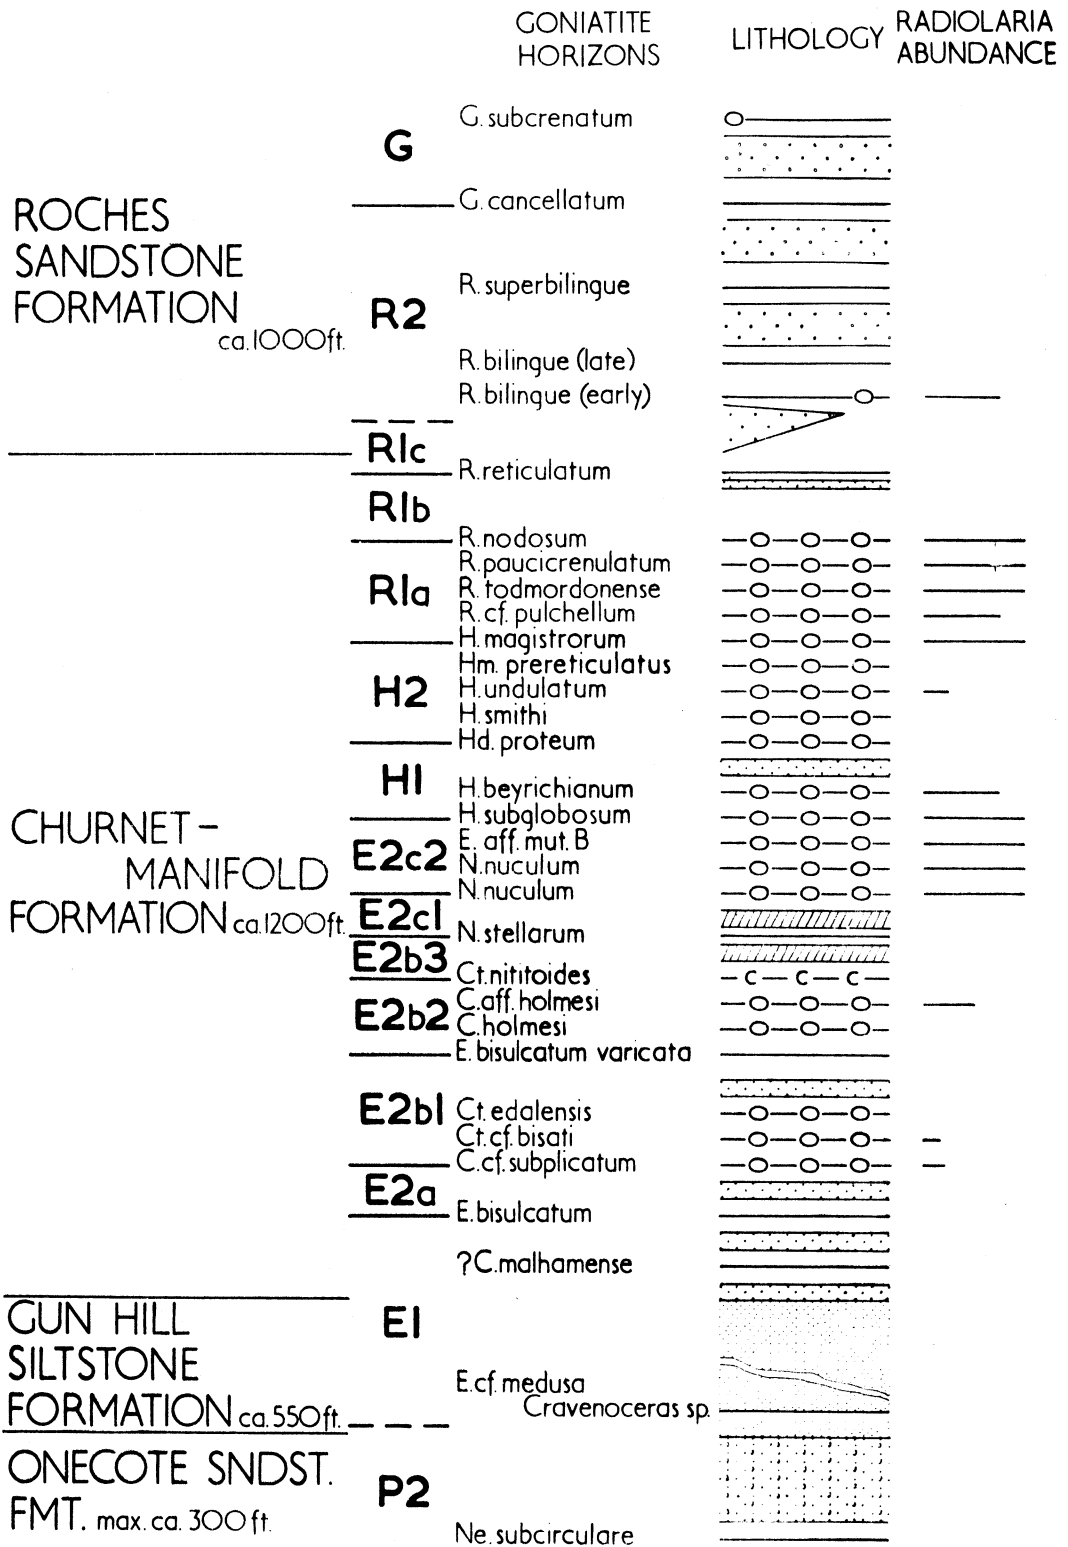 GONIATITE
HORIZONS
LITHOLOGY
RADIOLARIA
ABUNDANCE
G. subcrenatum
G
G. cancellatum
ROCHES
SANDSTONE
FORMATION
ca. 1000ft.
R. superbilingue
R2
R. bilingue (late)
R. bilingue (early)
R1c
R. reticulatum
R1b
R. nodosum
R. paucicrenulatum
R1a
R. todmordonense
R. cf. pulchellum
H. magistrorum
Hm. prereticulatus
H2
H. undulatum
H. smithi
Hd. proteum
H1
H. beyrichianum
H. subglobosum
CHURNET-
MANIFOLD
FORMATION ca. 1200ft.
E. aff. mut. B
E2c2
N. nuculum
N. nuculum
E2c1
N. stellarum
E2b3
Ct. nititoides
C C C
C. aff. holmesi
E2b2
C. holmesi
E. bisulcatum varicata
E2b1
Ct. edalensis
Ct. cf. bisati
C. cf. subplicatum
E2a
E. bisulcatum
?C. malhamense
GUN HILL
SILTSTONE
FORMATION ca. 550ft.
E1
E. cf. medusa
Cravenoceras sp.
ONECOTE SNDST.
FMT. max. ca. 300ft.
P2
Ne. subcirculare